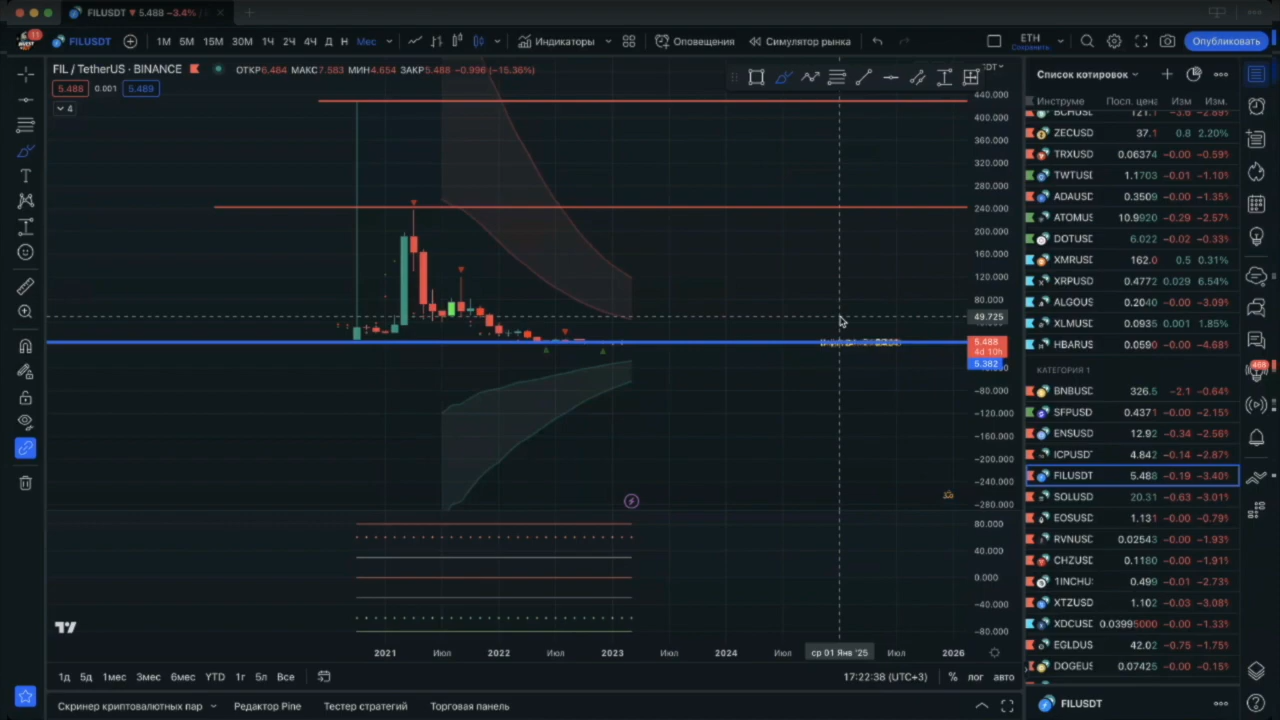 FILUSDT ▼ 5.488 −3.4%
11
FILUSDT
1М 5М 15М 30М 1Ч 2Ч 4Ч Д Н Мес
Индикаторы
Оповещения
Симулятор рынка
ETH
Сохранить
Опубликовать
FIL / TetherUS · BINANCE
ОТКР6.484 МАКС7.583 МИН4.654 ЗАКР5.488 −0.996 (−15.36%)
5.488 0.001 5.489
4
440.000
400.000
360.000
320.000
280.000
240.000
200.000
160.000
120.000
80.000
49.725
5.488
4d 10h
5.382
−80.000
−120.000
−160.000
−200.000
−240.000
−280.000
80.000
40.000
0.000
−40.000
−80.000
2021 Июл 2022 Июл 2023 Июл 2024 Июл ср 01 Янв '25 Июл 2026
1д 5д 1мес 3мес 6мес YTD 1г 5л Все
17:22:38 (UTC+3) % лог авто
Скринер криптовалютных пар Редактор Pine Тестер стратегий Торговая панель
Список котировок
Инструме Посл. цена Изм Изм.
BCHUSD 121.1 −3.6 −2.89%
ZECUSD 37.1 0.8 2.20%
TRXUSD 0.06374 −0.00 −0.59%
TWTUSD 1.1703 −0.01 −1.10%
ADAUSD 0.3509 −0.00 −1.35%
ATOMUS 10.9920 −0.29 −2.57%
DOTUSD 6.022 −0.02 −0.33%
XMRUSD 162.0 0.5 0.31%
XRPUSD 0.4772 0.029 6.54%
ALGOUS 0.2040 −0.00 −3.09%
XLMUSD 0.0935 0.001 1.85%
HBARUS 0.0590 −0.00 −4.68%
КАТЕГОРИЯ 1
BNBUSD 326.5 −2.1 −0.64%
SFPUSD 0.4371 −0.00 −2.15%
ENSUSD 12.92 −0.34 −2.56%
ICPUSDT 4.842 −0.14 −2.87%
FILUSDT 5.488 −0.19 −3.40%
SOLUSD 20.31 −0.63 −3.01%
EOSUSD 1.131 −0.00 −0.79%
RVNUSD 0.02543 −0.00 −1.93%
CHZUSD 0.1180 −0.00 −1.91%
1INCHU 0.499 −0.01 −2.73%
XTZUSD 1.102 −0.03 −3.08%
XDCUSD 0.03995000 −0.00 −1.33%
EGLDUS 42.02 −0.75 −1.75%
DOGEUS 0.07425 −0.00 −0.15%
FILUSDT